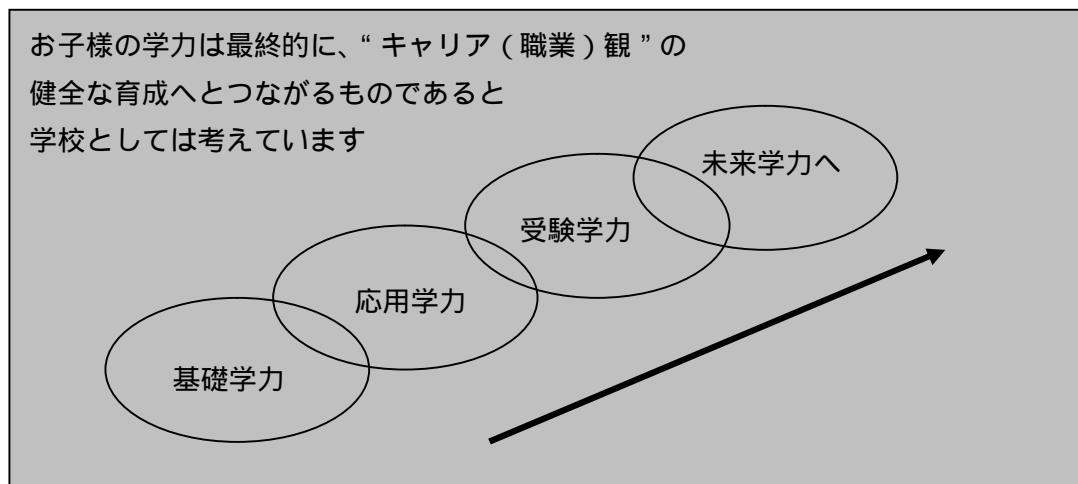 お子様の学力は最終的に、“キャリア（職業）観”の
健全な育成へとつながるものであると
学校としては考えています
未来学力へ
受験学力
応用学力
基礎学力